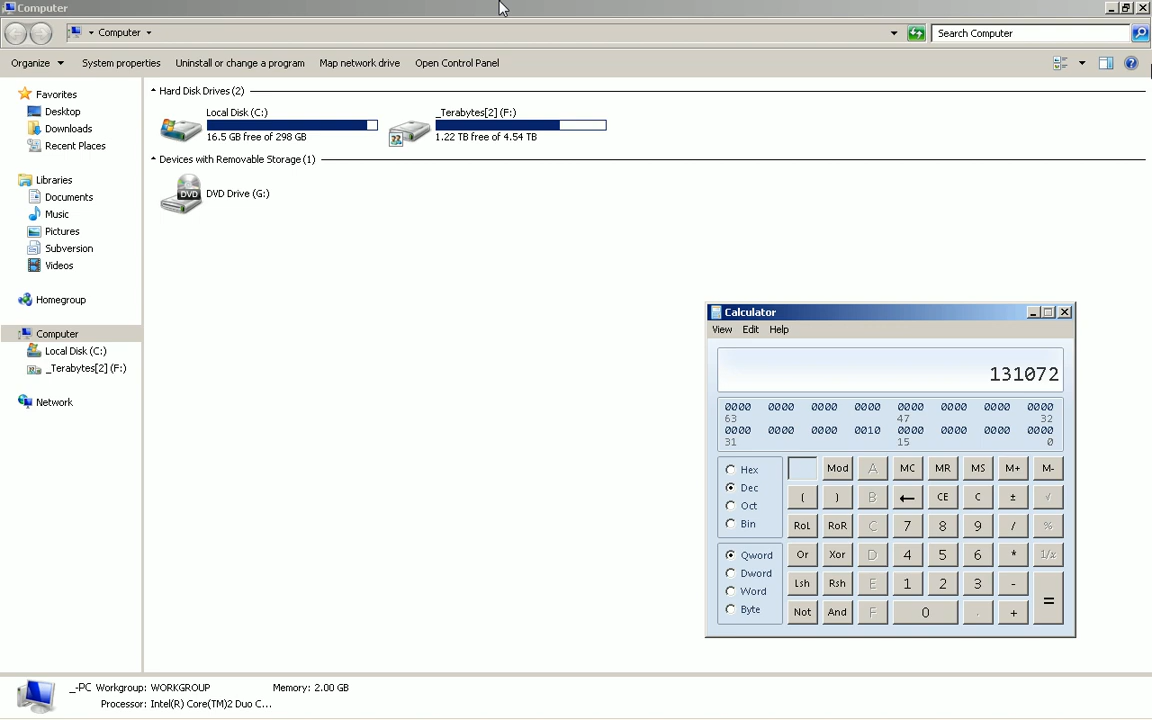 Computer
Computer
Search Computer
Organize System properties Uninstall or change a program Map network drive Open Control Panel
Favorites
Desktop
Downloads
Recent Places
Libraries
Documents
Music
Pictures
Subversion
Videos
Homegroup
Computer
Local Disk (C:)
_Terabytes[2] (F:)
Network
Hard Disk Drives (2)
Local Disk (C:)
16.5 GB free of 298 GB
_Terabytes[2] (F:)
1.22 TB free of 4.54 TB
Devices with Removable Storage (1)
DVD
DVD Drive (G:)
Calculator
View Edit Help
131072
0000 0000 0000 0000 0000 0000 0000 0000
63 47 32
0000 0000 0000 0010 0000 0000 0000 0000
31 15 0
Hex
Dec
Oct
Bin
Qword
Dword
Word
Byte
Mod A MC MR MS M+ M-
( ) B ← CE C ± √
RoL RoR C 7 8 9 / %
Or Xor D 4 5 6 * 1/x
Lsh Rsh E 1 2 3 - =
Not And F 0 . +
_-PC Workgroup: WORKGROUP Memory: 2.00 GB
Processor: Intel(R) Core(TM)2 Duo C...